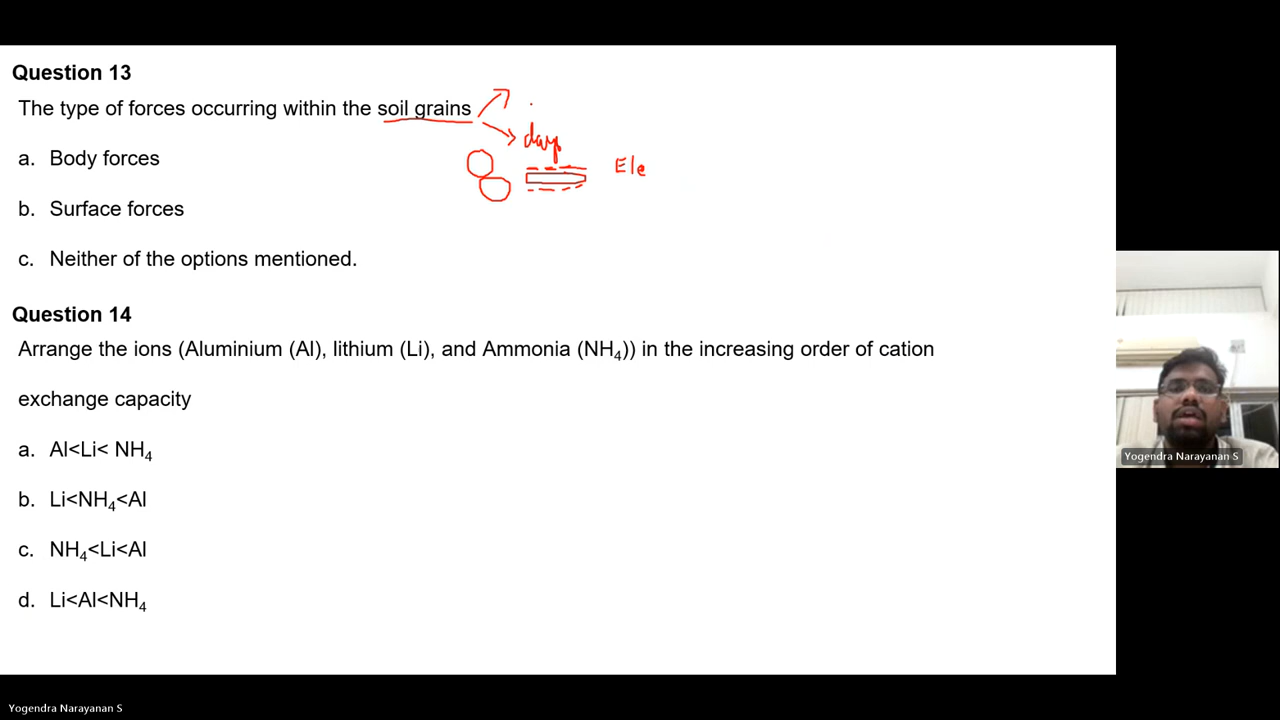 Question 13
The type of forces occurring within the soil grains
clay
a. Body forces
Ele
b. Surface forces
c. Neither of the options mentioned.
Question 14
Arrange the ions (Aluminium (Al), lithium (Li), and Ammonia (NH₄)) in the increasing order of cation
exchange capacity
a. Al<Li< NH₄
b. Li<NH₄<Al
c. NH₄<Li<Al
d. Li<Al<NH₄
Yogendra Narayanan S
Yogendra Narayanan S